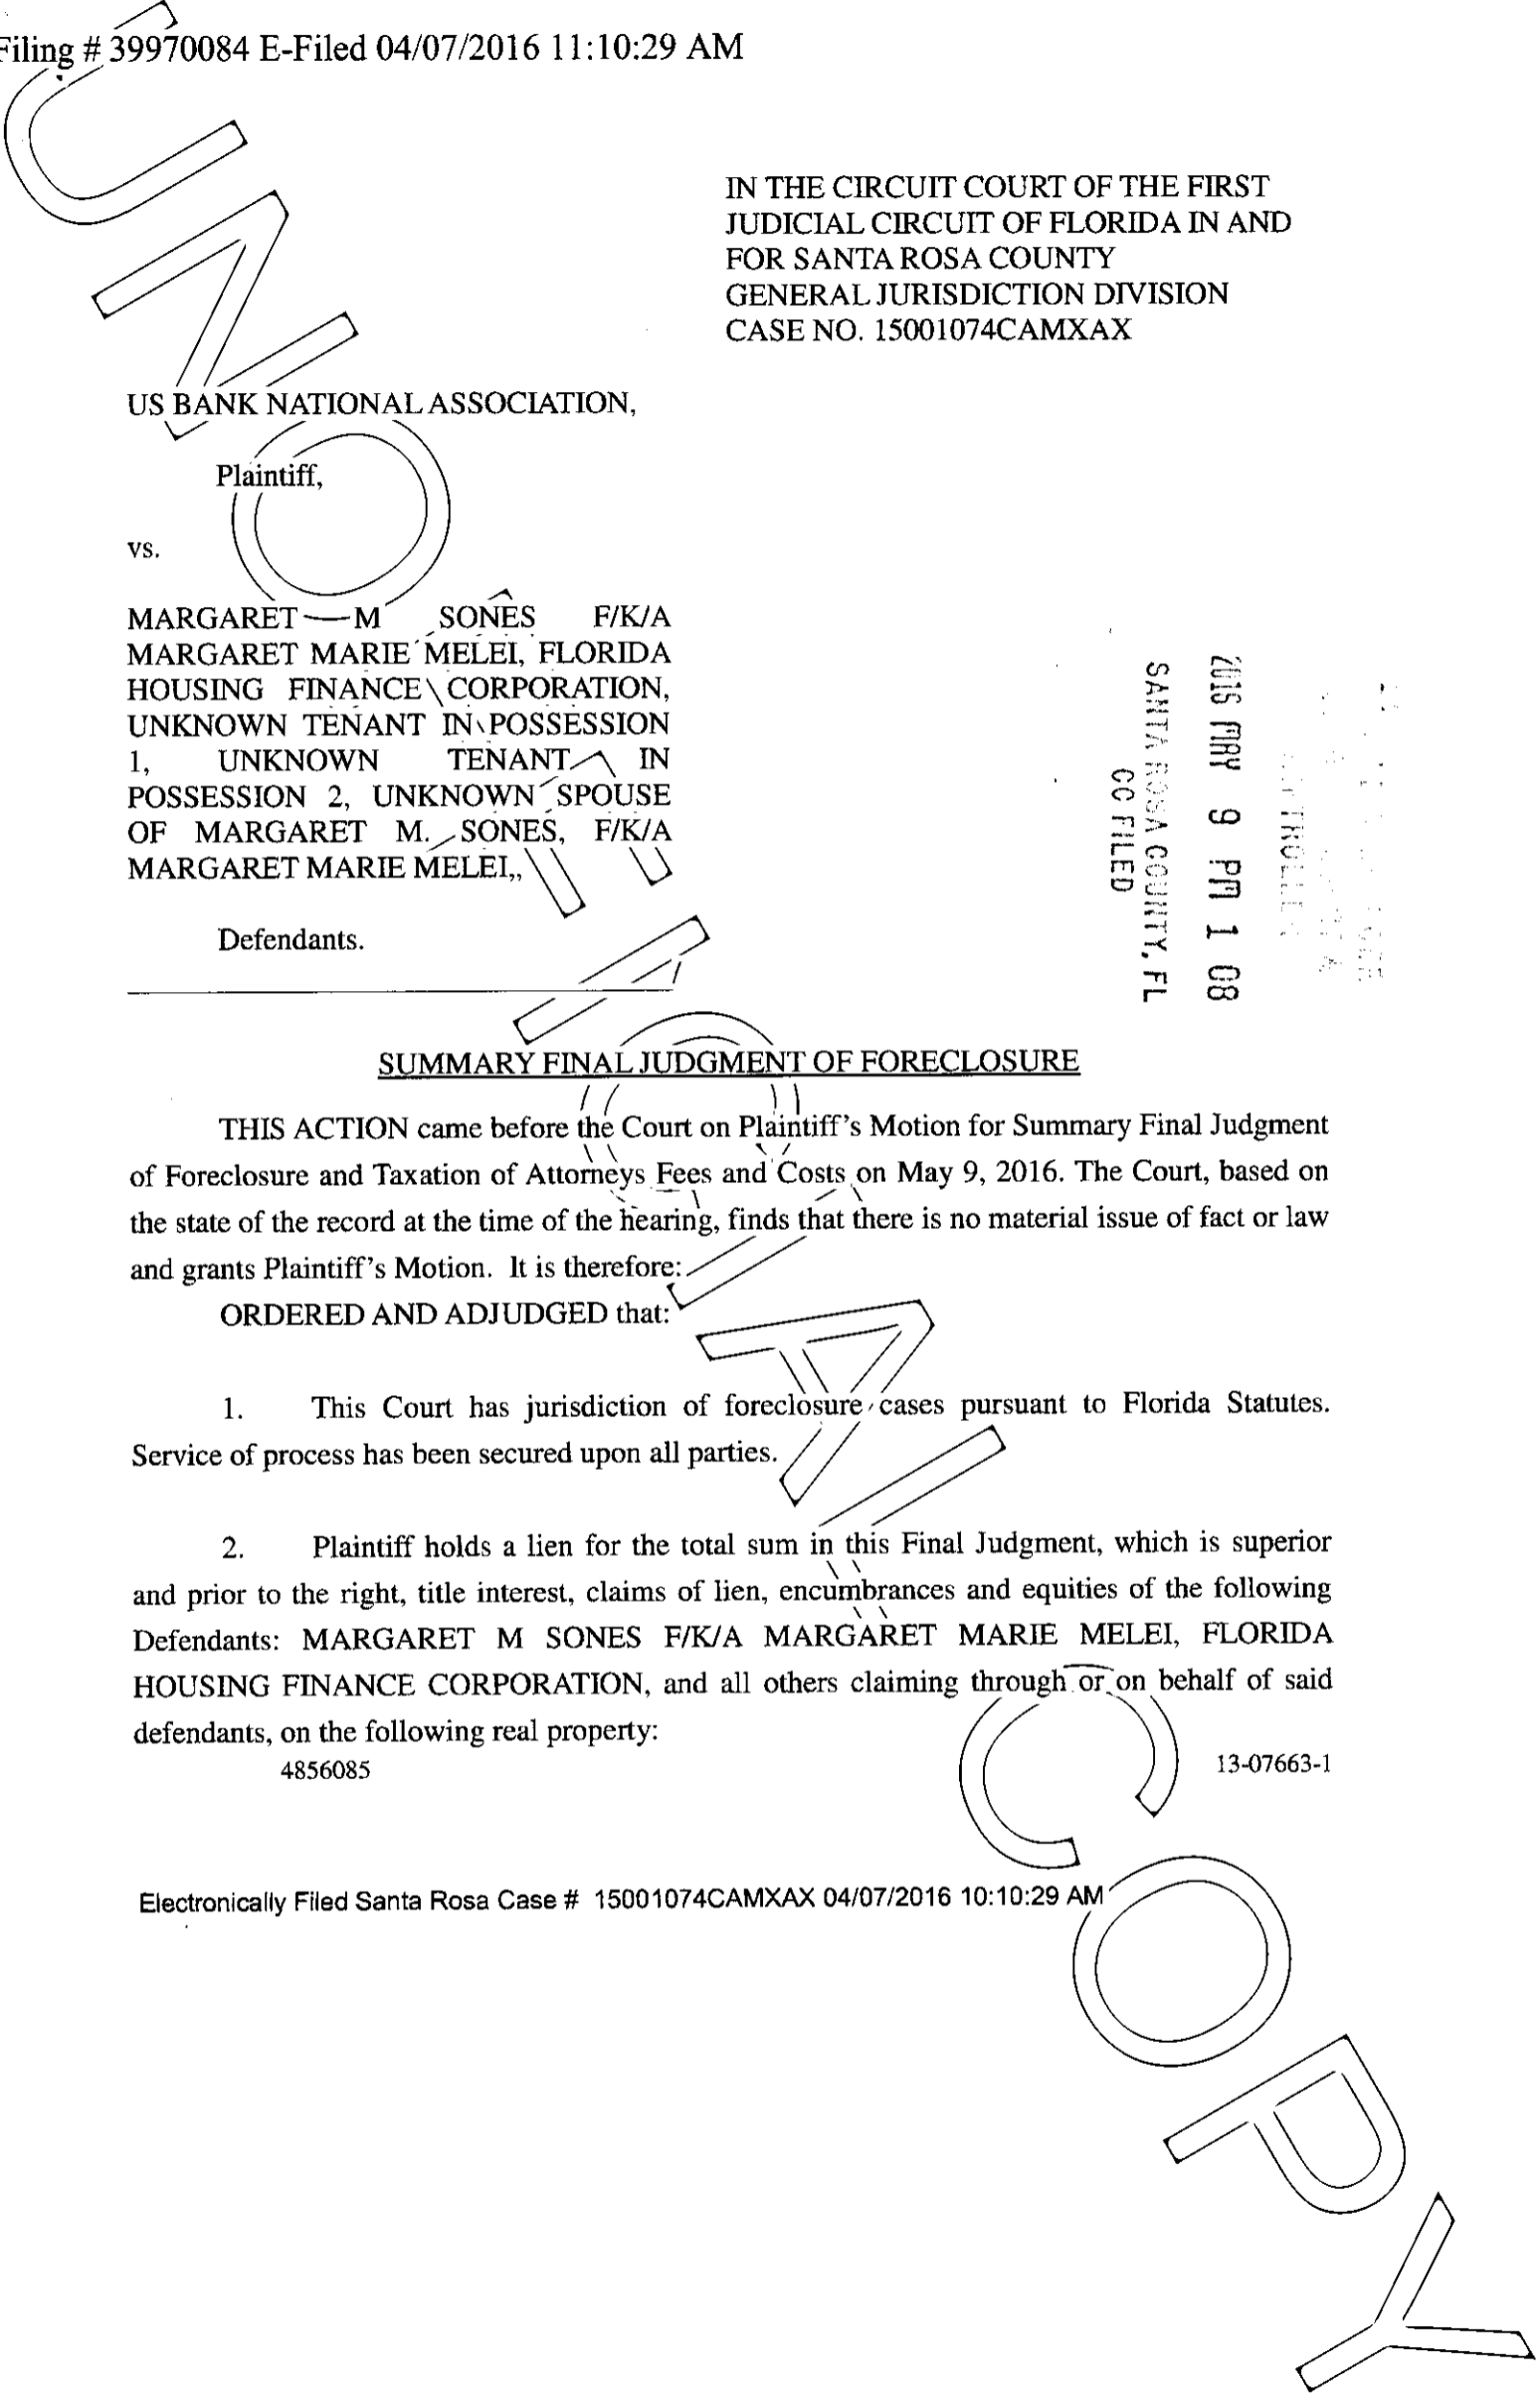 Filing # 39970084 E-Filed 04/07/2016 11:10:29 AM
IN THE CIRCUIT COURT OF THE FIRST
JUDICIAL CIRCUIT OF FLORIDA IN AND
FOR SANTA ROSA COUNTY
GENERAL JURISDICTION DIVISION
CASE NO. 15001074CAMXAX
US BANK NATIONAL ASSOCIATION,
Plaintiff,
vs.
MARGARET M SONES F/K/A
MARGARET MARIE MELEI, FLORIDA
HOUSING FINANCE CORPORATION,
UNKNOWN TENANT IN POSSESSION
1, UNKNOWN TENANT IN
POSSESSION 2, UNKNOWN SPOUSE
OF MARGARET M. SONES, F/K/A
MARGARET MARIE MELEI,,
Defendants.
2016 MAY 9 PM 1 08
SANTA ROSA COUNTY, FL
CC FILED
SUMMARY FINAL JUDGMENT OF FORECLOSURE
THIS ACTION came before the Court on Plaintiff's Motion for Summary Final Judgment
of Foreclosure and Taxation of Attorneys Fees and Costs on May 9, 2016. The Court, based on
the state of the record at the time of the hearing, finds that there is no material issue of fact or law
and grants Plaintiff's Motion. It is therefore:
ORDERED AND ADJUDGED that:
1. This Court has jurisdiction of foreclosure cases pursuant to Florida Statutes.
Service of process has been secured upon all parties.
2. Plaintiff holds a lien for the total sum in this Final Judgment, which is superior
and prior to the right, title interest, claims of lien, encumbrances and equities of the following
Defendants: MARGARET M SONES F/K/A MARGARET MARIE MELEI, FLORIDA
HOUSING FINANCE CORPORATION, and all others claiming through or on behalf of said
defendants, on the following real property:
4856085 13-07663-1
Electronically Filed Santa Rosa Case # 15001074CAMXAX 04/07/2016 10:10:29 AM
UNOFFICIAL COPY